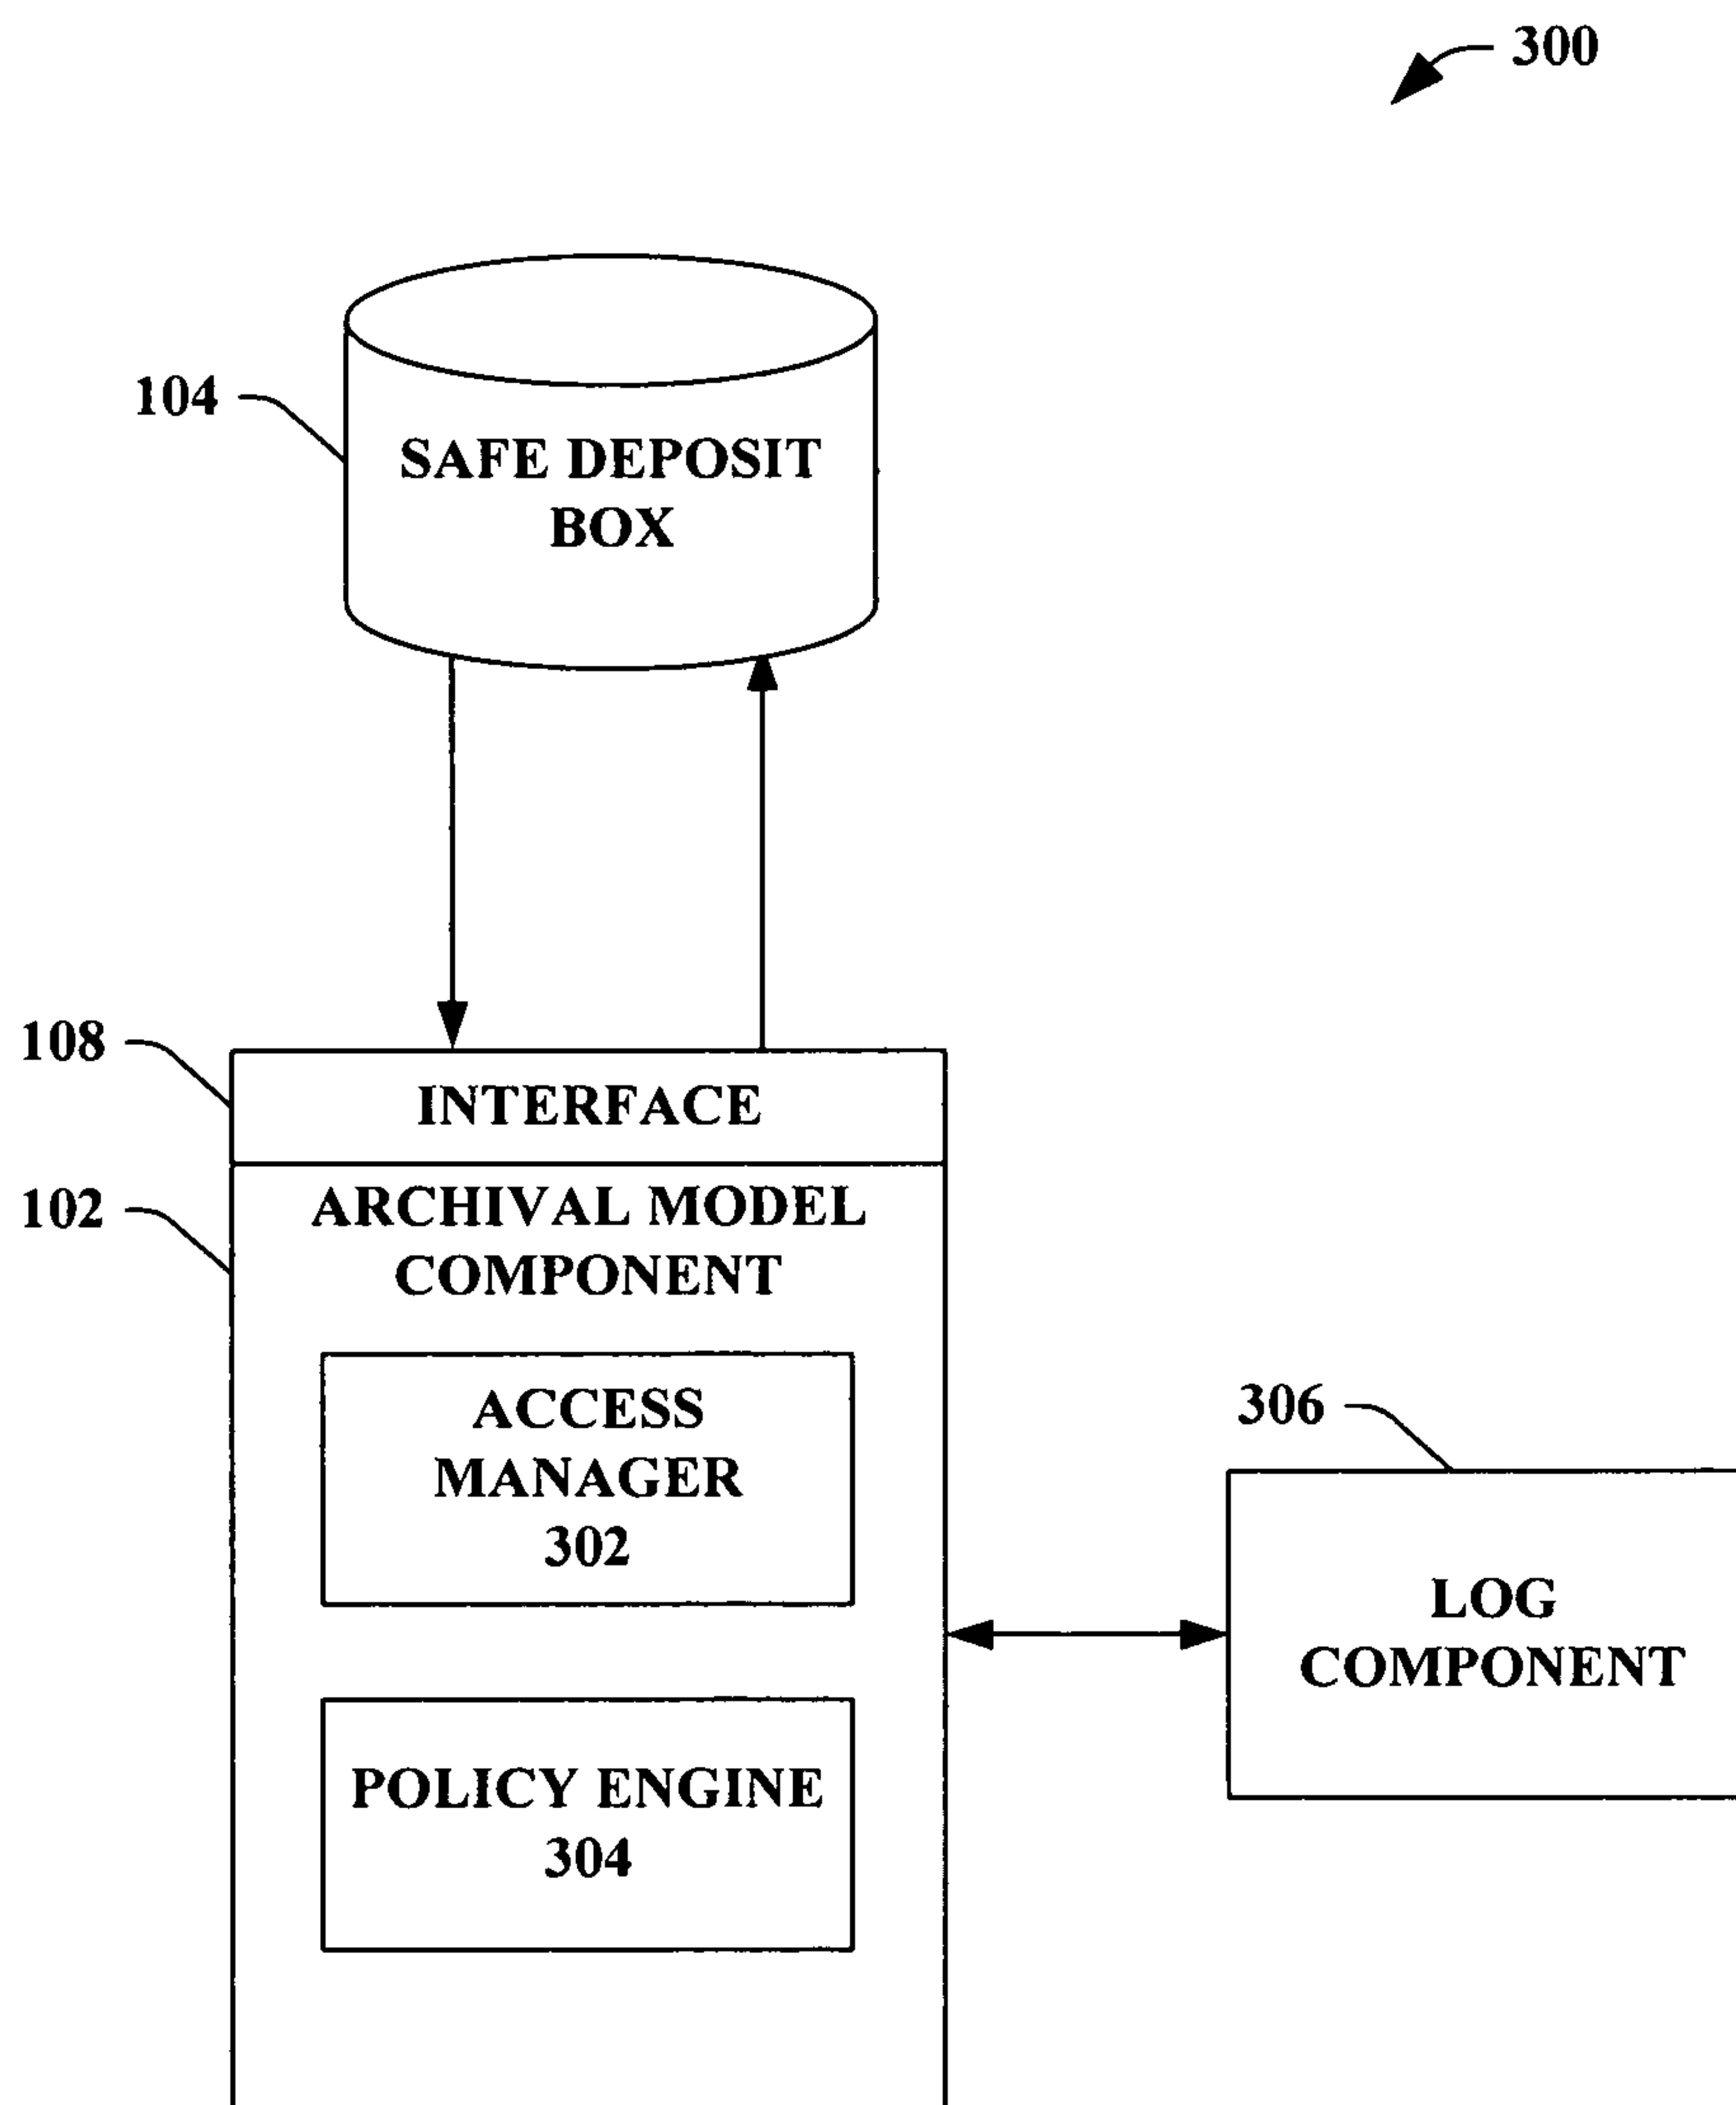 300
104
SAFE DEPOSIT
BOX
108
INTERFACE
102
ARCHIVAL MODEL
COMPONENT
ACCESS
MANAGER
302
306
LOG
COMPONENT
POLICY ENGINE
304